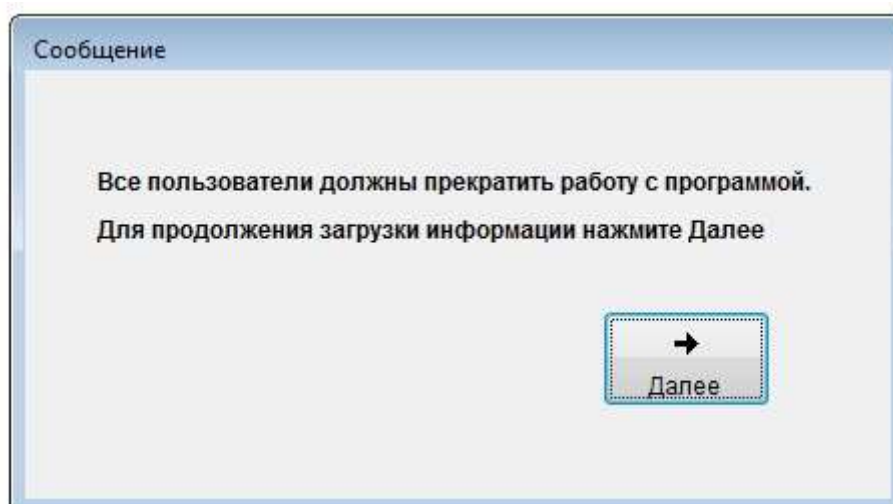 Сообщение
Все пользователи должны прекратить работу с программой.
Для продолжения загрузки информации нажмите Далее
Далее